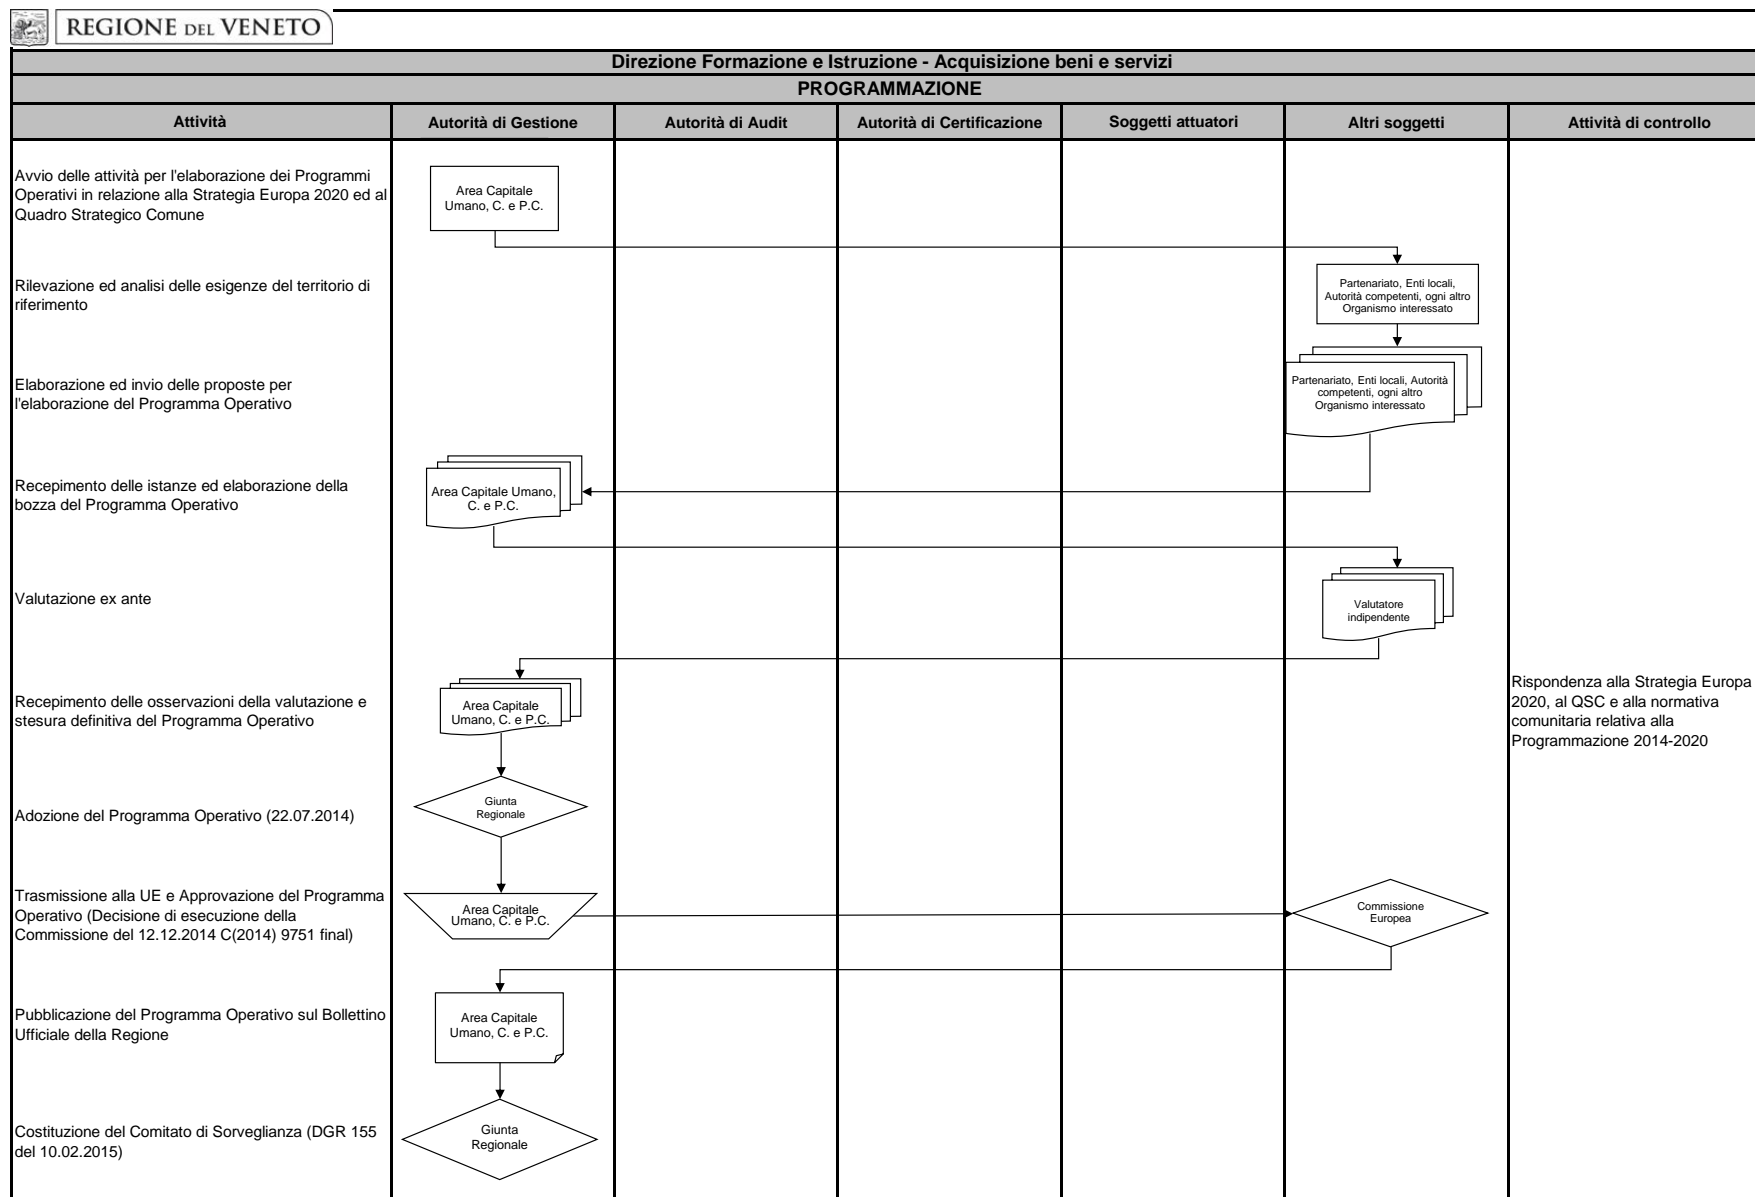 REGIONE DEL VENETO
Direzione Formazione e Istruzione - Acquisizione beni e servizi
PROGRAMMAZIONE
Attività
Autorità di Gestione
Autorità di Audit
Autorità di Certificazione
Soggetti attuatori
Altri soggetti
Attività di controllo
Avvio delle attività per l'elaborazione dei Programmi
Operativi in relazione alla Strategia Europa 2020 ed al
Quadro Strategico Comune
Area Capitale
Umano, C. e P.C.
Rilevazione ed analisi delle esigenze del territorio di
riferimento
Partenariato, Enti locali,
Autorità competenti, ogni altro
Organismo interessato
Elaborazione ed invio delle proposte per
l'elaborazione del Programma Operativo
Partenariato, Enti locali, Autorità
competenti, ogni altro
Organismo interessato
Recepimento delle istanze ed elaborazione della
bozza del Programma Operativo
Area Capitale Umano,
C. e P.C.
Valutazione ex ante
Valutatore
indipendente
Recepimento delle osservazioni della valutazione e
stesura definitiva del Programma Operativo
Area Capitale
Umano, C. e P.C.
Rispondenza alla Strategia Europa
2020, al QSC e alla normativa
comunitaria relativa alla
Programmazione 2014-2020
Adozione del Programma Operativo (22.07.2014)
Giunta
Regionale
Trasmissione alla UE e Approvazione del Programma
Operativo (Decisione di esecuzione della
Commissione del 12.12.2014 C(2014) 9751 final)
Area Capitale
Umano, C. e P.C.
Commissione
Europea
Pubblicazione del Programma Operativo sul Bollettino
Ufficiale della Regione
Area Capitale
Umano, C. e P.C.
Costituzione del Comitato di Sorveglianza (DGR 155
del 10.02.2015)
Giunta
Regionale